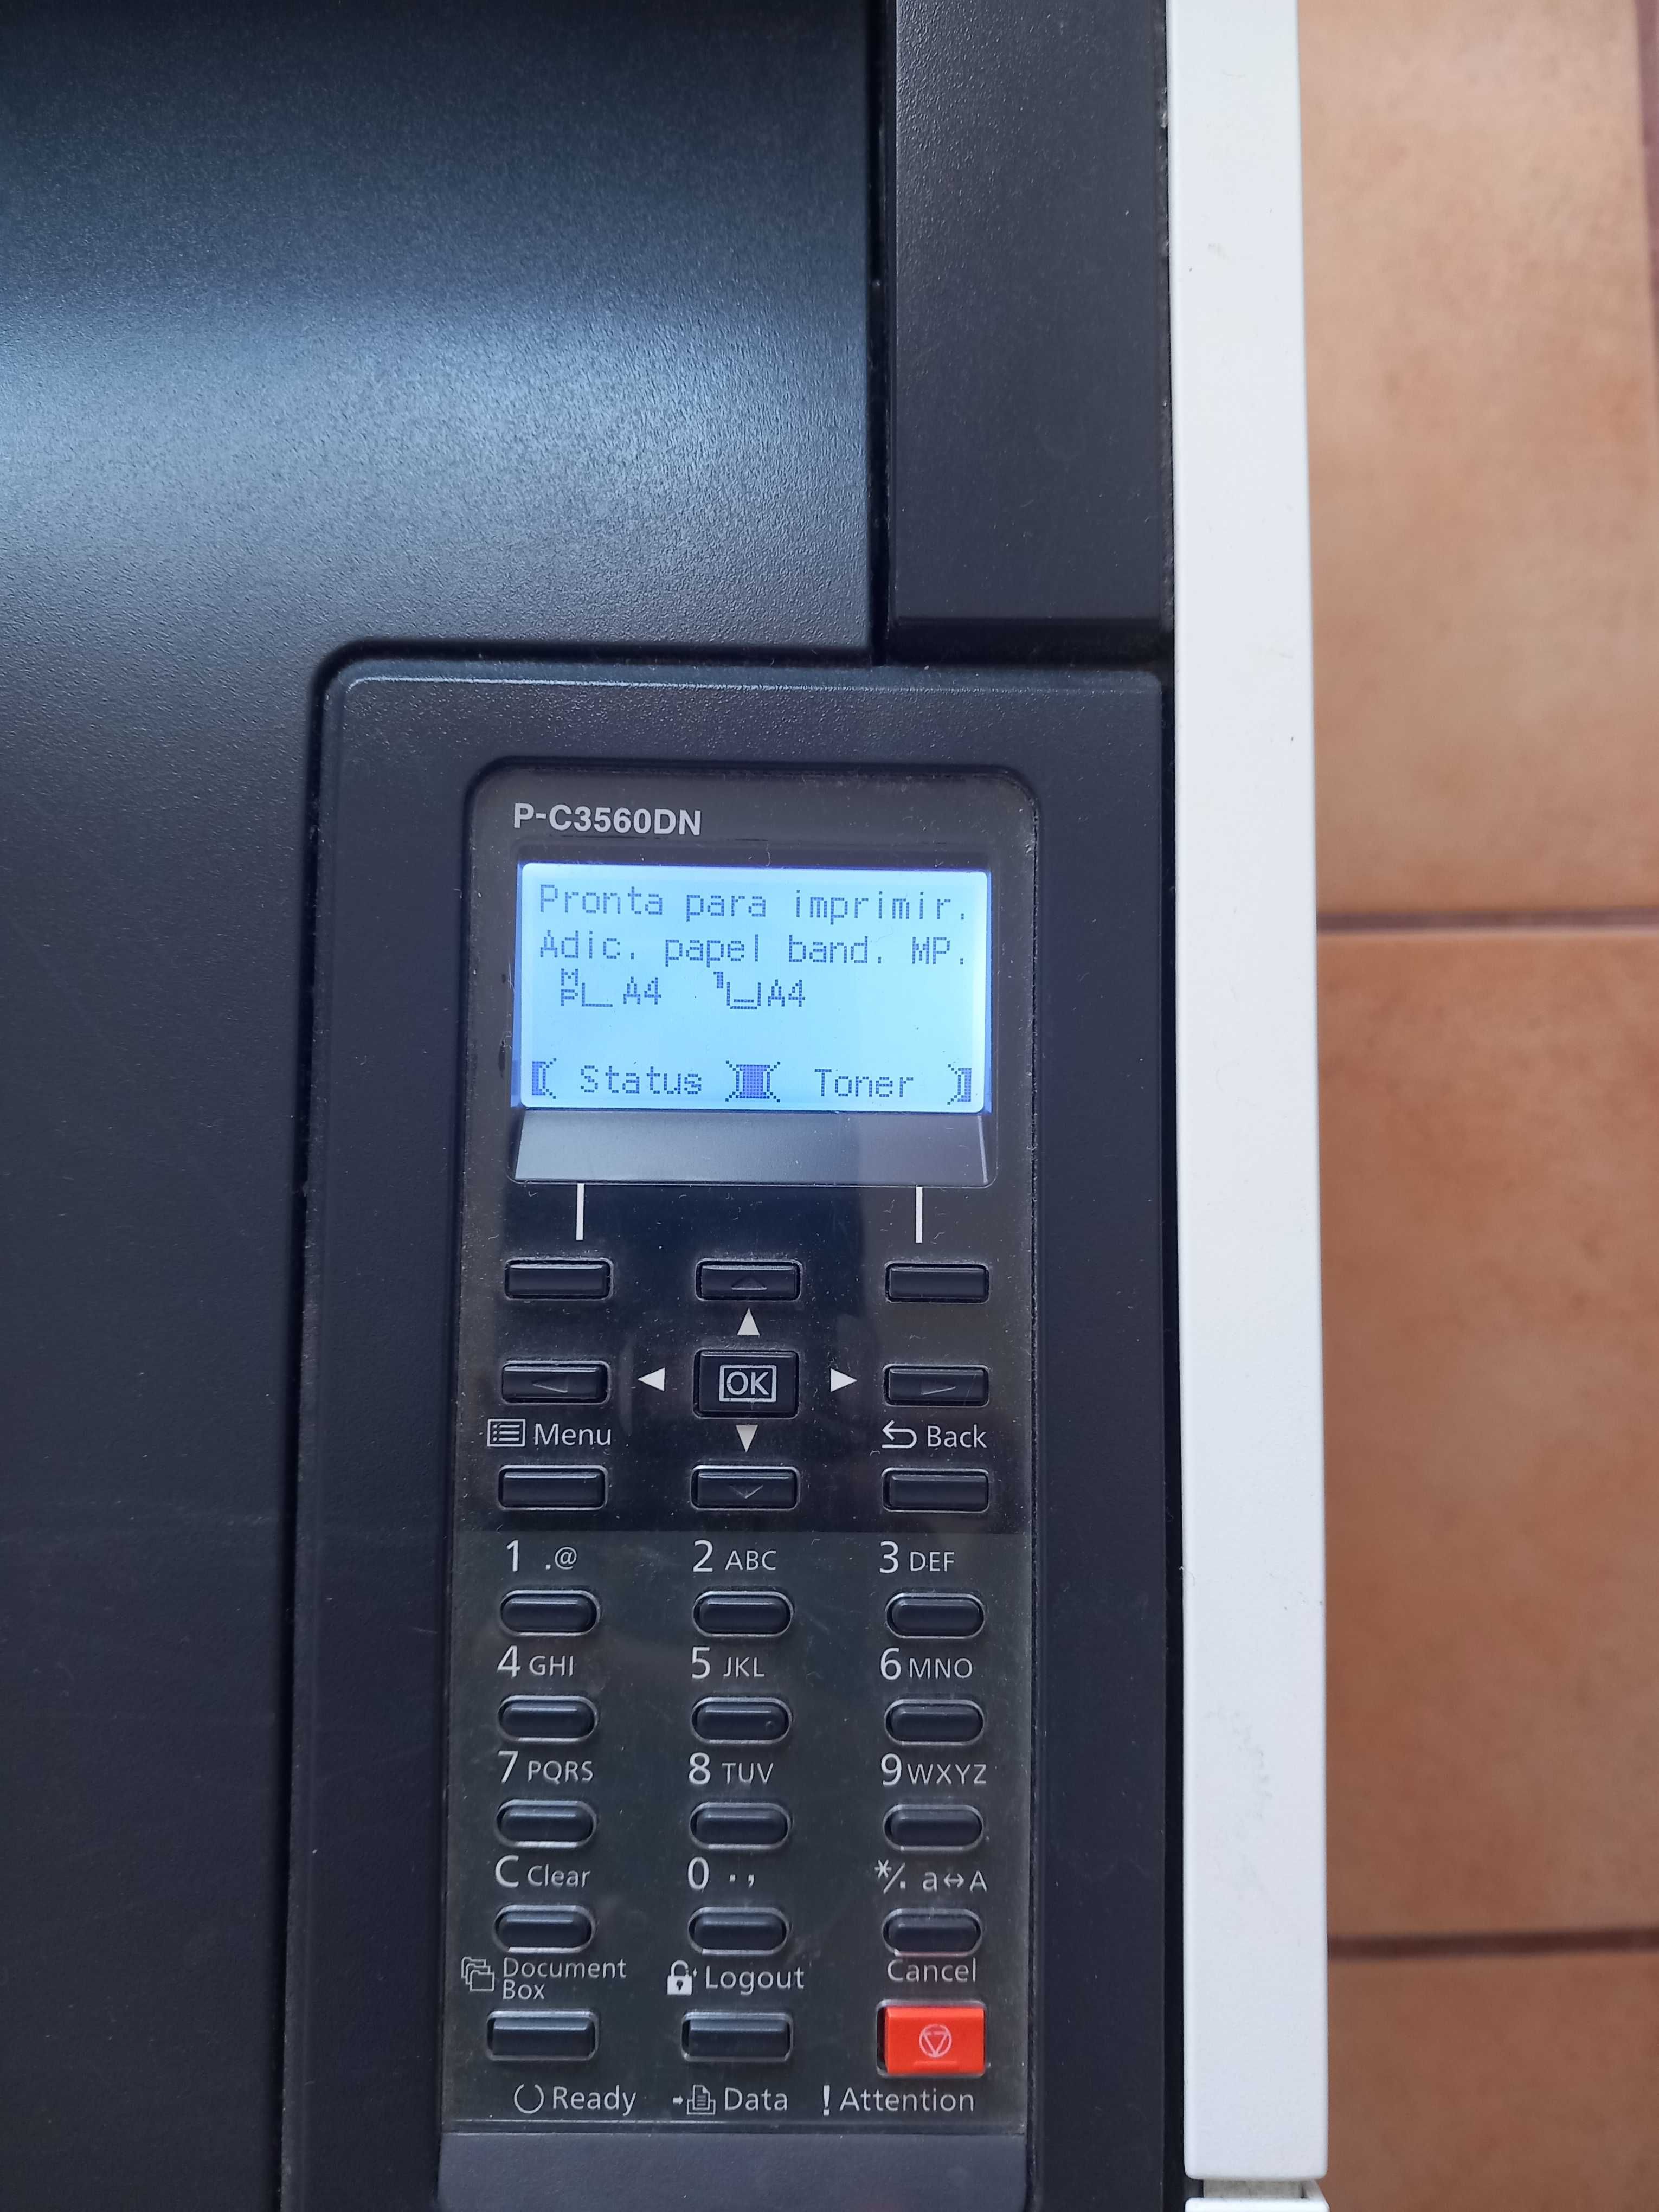 P-C3560DN
Pronta para imprimir.
Adic. papel band. MP.
MP A4 1 A4
[ Status ] [ Toner ]
OK
Menu
Back
1 .@ 2 ABC 3 DEF
4 GHI 5 JKL 6 MNO
7 PQRS 8 TUV 9 WXYZ
C Clear 0 ., */. a↔A
Document Box Logout Cancel
Ready Data ! Attention